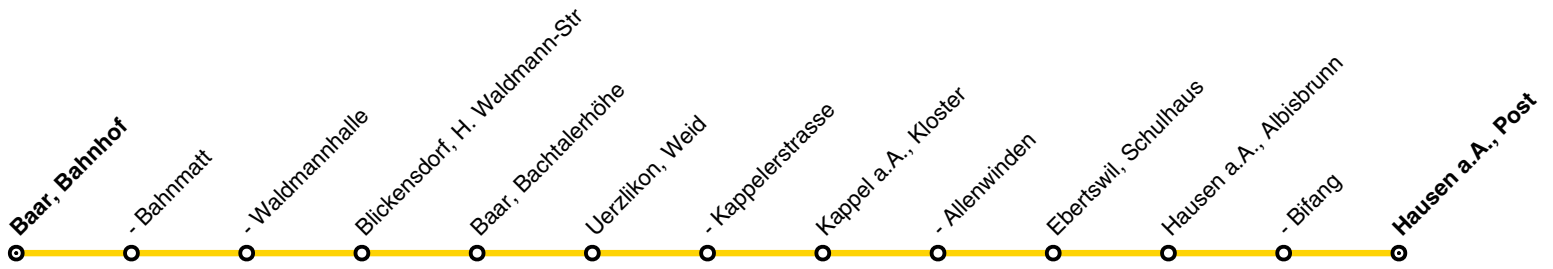 Baar, Bahnhof
- Bahnmatt
- Waldmannhalle
Blickensdorf, H. Waldmann-Str
Baar, Bachtalerhöhe
Uerzlikon, Weid
- Kappelerstrasse
Kappel a.A., Kloster
- Allenwinden
Ebertswil, Schulhaus
Hausen a.A., Albisbrunn
- Bifang
Hausen a.A., Post